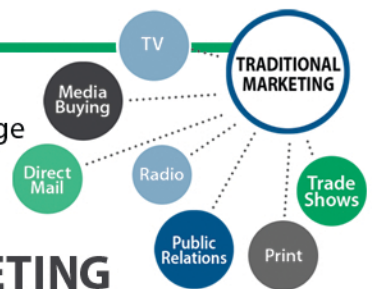 TV
TRADITIONAL
MARKETING
Media
Buying
ge
Direct
Mail
Radio
Trade
Shows
Public
Relations
Print
ETING